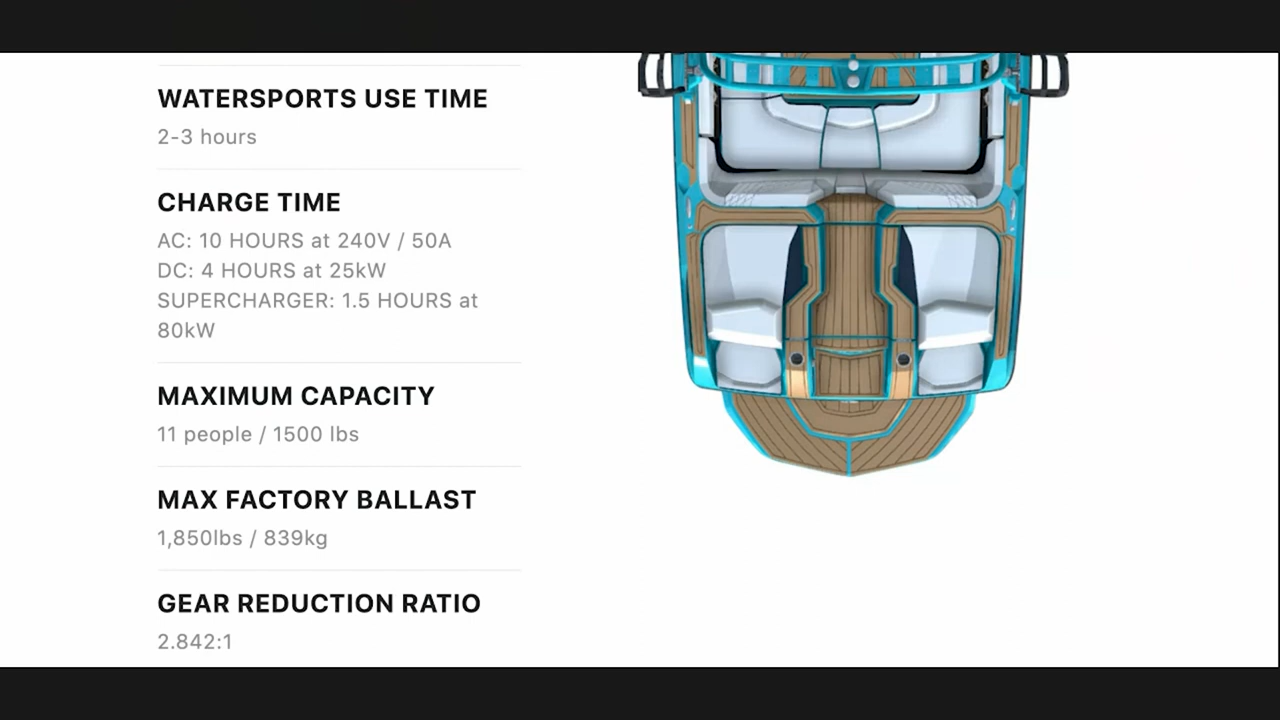 WATERSPORTS USE TIME
2-3 hours
CHARGE TIME
AC: 10 HOURS at 240V / 50A
DC: 4 HOURS at 25kW
SUPERCHARGER: 1.5 HOURS at
80kW
MAXIMUM CAPACITY
11 people / 1500 lbs
MAX FACTORY BALLAST
1,850lbs / 839kg
GEAR REDUCTION RATIO
2.842:1